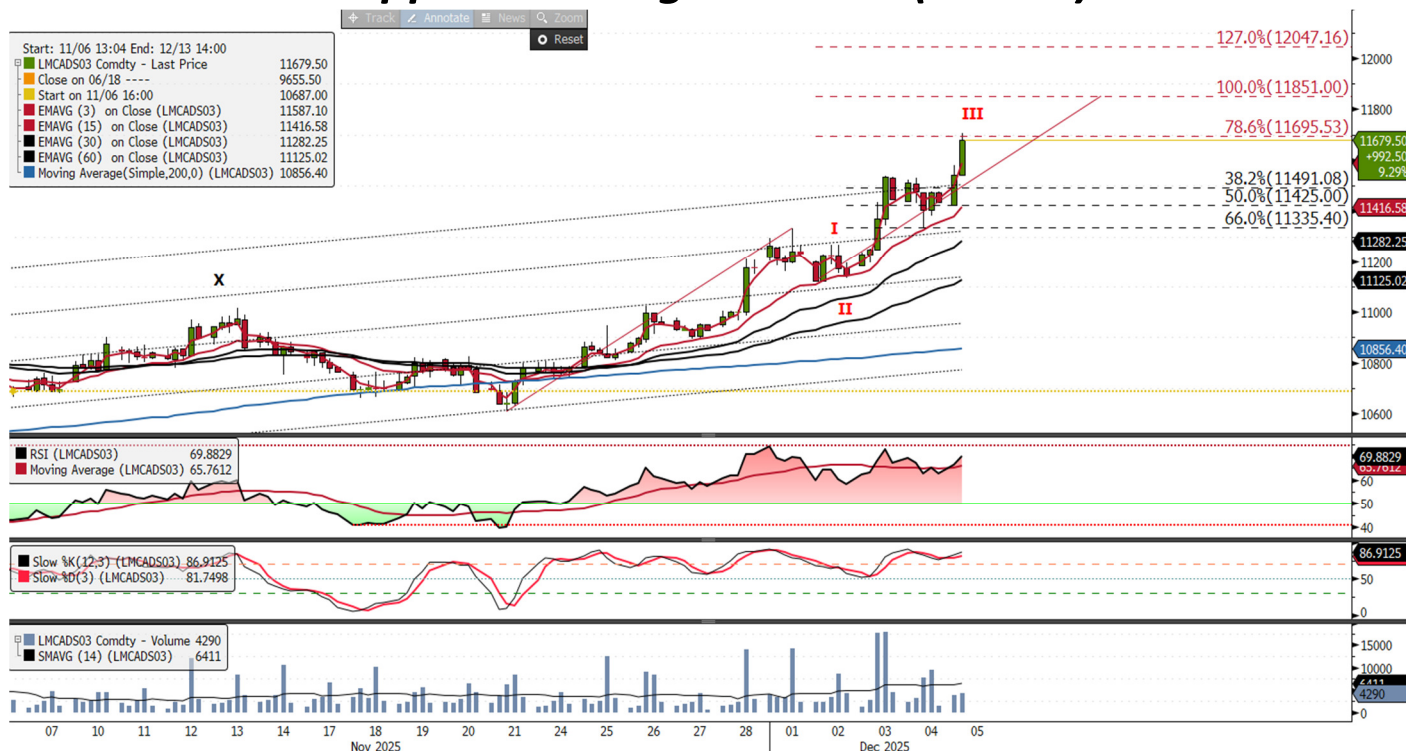 Track Annotate News Zoom
Reset
Start: 11/06 13:04 End: 12/13 14:00
LMCADS03 Comdty - Last Price 11679.50
Close on 06/18 ---- 9655.50
Start on 11/06 16:00 10687.00
EMAVG (3) on Close (LMCADS03) 11587.10
EMAVG (15) on Close (LMCADS03) 11416.58
EMAVG (30) on Close (LMCADS03) 11282.25
EMAVG (60) on Close (LMCADS03) 11125.02
Moving Average(Simple,200,0) (LMCADS03) 10856.40
127.0%(12047.16)
100.0%(11851.00)
78.6%(11695.53)
38.2%(11491.08)
50.0%(11425.00)
66.0%(11335.40)
III
I
II
X
12000
11800
11679.50
+992.50
9.29%
11416.58
11282.25
11200
11125.02
11000
10856.40
10800
10600
RSI (LMCADS03) 69.8829
Moving Average (LMCADS03) 65.7612
69.8829
65.7612
60
50
40
Slow %K(12,3) (LMCADS03) 86.9125
Slow %D(3) (LMCADS03) 81.7498
86.9125
50
0
LMCADS03 Comdty - Volume 4290
SMAVG (14) (LMCADS03) 6411
15000
10000
6411
4290
0
07 10 11 12 13 14 17 18 19 20 21 24 25 26 27 28 01 02 03 04 05
Nov 2025 Dec 2025